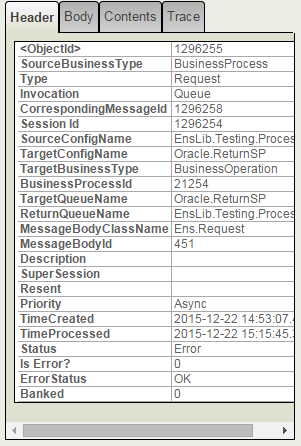 Header Body Contents Trace
<ObjectId> 1296255
SourceBusinessType BusinessProcess
Type Request
Invocation Queue
CorrespondingMessageId 1296258
Session Id 1296254
SourceConfigName EnsLib.Testing.Proces
TargetConfigName Oracle.ReturnSP
TargetBusinessType BusinessOperation
BusinessProcessId 21254
TargetQueueName Oracle.ReturnSP
ReturnQueueName EnsLib.Testing.Proces
MessageBodyClassName Ens.Request
MessageBodyId 451
Description
SuperSession
Resent
Priority Async
TimeCreated 2015-12-22 14:53:07.
TimeProcessed 2015-12-22 15:15:45.
Status Error
Is Error? 0
ErrorStatus OK
Banked 0